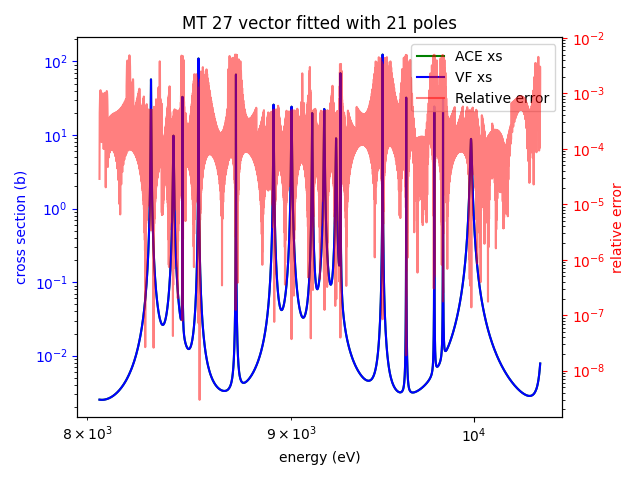 MT 27 vector fitted with 21 poles
ACE xs
VF xs
Relative error
10²
10¹
10⁰
10⁻¹
10⁻²
cross section (b)
10⁻²
10⁻³
10⁻⁴
10⁻⁵
10⁻⁶
10⁻⁷
10⁻⁸
relative error
8 × 10³
9 × 10³
10⁴
energy (eV)